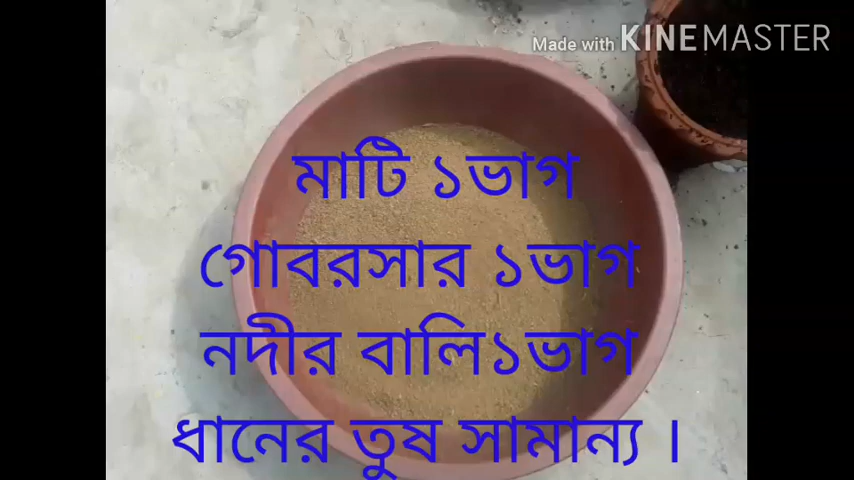 Made with KINEMASTER
মাটি ১ভাগ
গোবরসার ১ভাগ
নদীর বালি১ভাগ
ধানের তুষ সামান্য ।